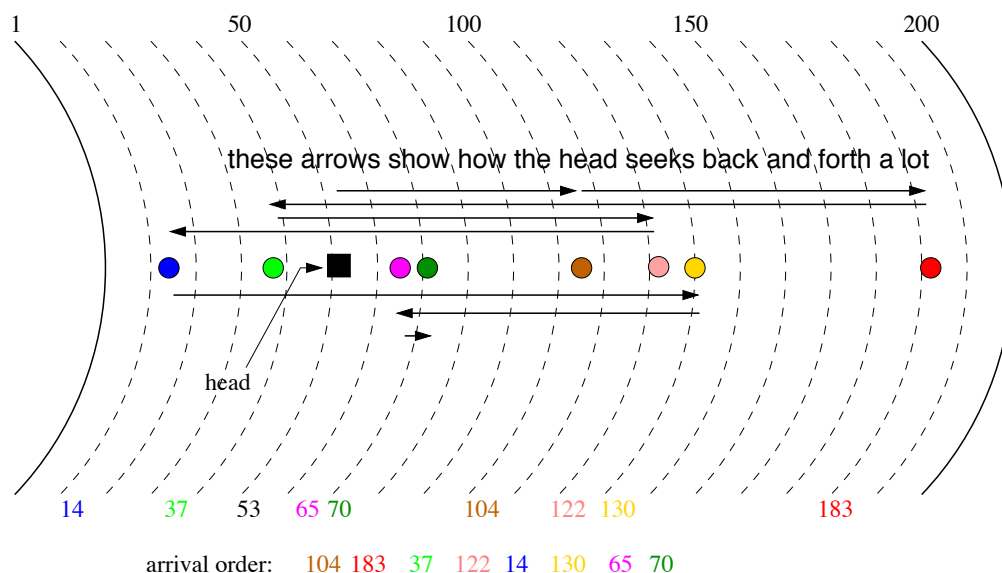 1 50 100 150 200
these arrows show how the head seeks back and forth a lot
head
14 37 53 65 70 104 122 130 183
arrival order: 104 183 37 122 14 130 65 70